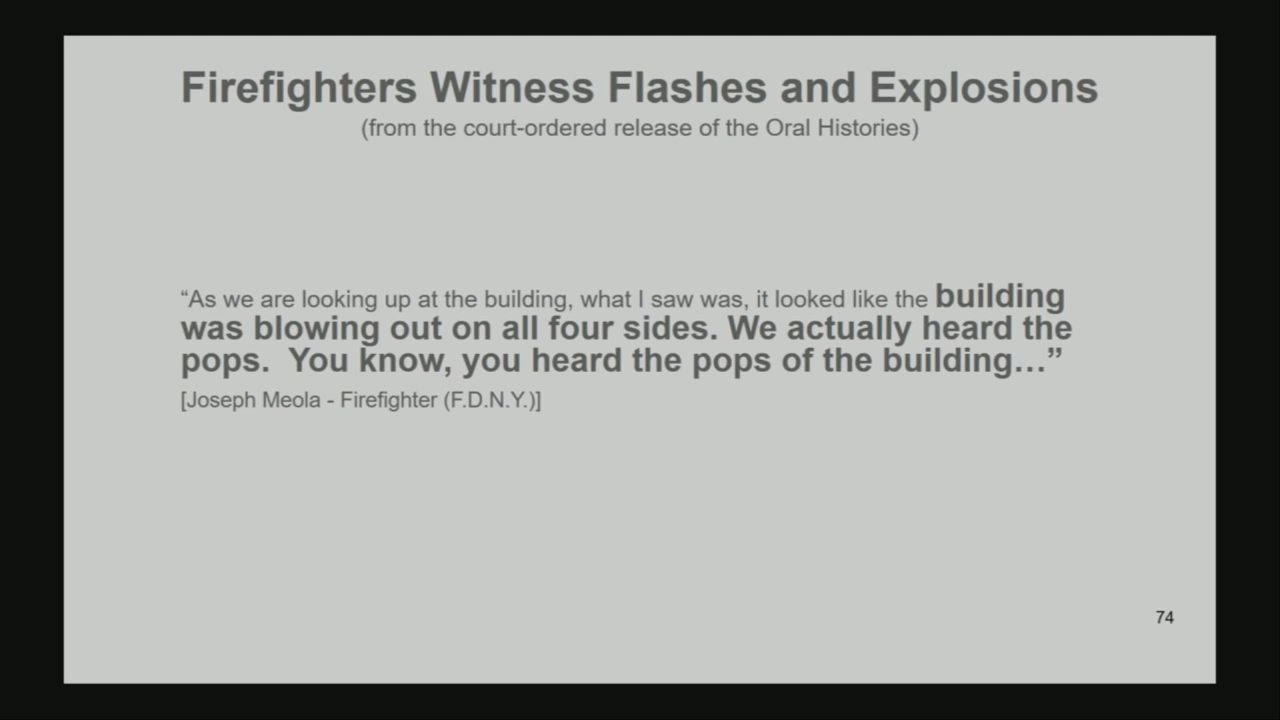 Firefighters Witness Flashes and Explosions
(from the court-ordered release of the Oral Histories)
“As we are looking up at the building, what I saw was, it looked like the building
was blowing out on all four sides. We actually heard the
pops.  You know, you heard the pops of the building…”
[Joseph Meola - Firefighter (F.D.N.Y.)]
74